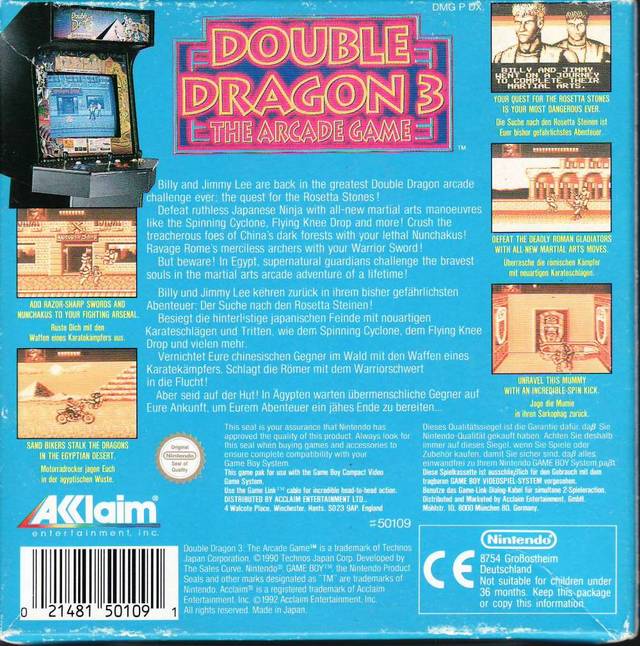 DMG P DX
DOUBLE
DRAGON 3
THE ARCADE GAME
TM
BILLY AND JIMMY
WENT ON A JOURNEY
TO COMPLETE THEIR
MARTIAL ARTS.
YOUR QUEST FOR THE ROSETTA STONES
IS YOUR MOST DANGEROUS EVER.
Die Suche nach den Rosetta Steinen ist
Euer bisher gefährlichstes Abenteuer.
Billy and Jimmy Lee are back in the greatest Double Dragon arcade
challenge ever: the quest for the Rosetta Stones!
Defeat ruthless Japanese Ninja with all-new martial arts manoeuvres
like the Spinning Cyclone, Flying Knee Drop and more! Crush the
treacherous foes of China's dark forests with your lethal Nunchakus!
Ravage Rome's merciless archers with your Warrior Sword!
But beware! In Egypt, supernatural guardians challenge the bravest
souls in the martial arts arcade adventure of a lifetime!
Billy und Jimmy Lee kehren zurück in ihrem bisher gefährlichsten
Abenteuer: Der Suche nach den Rosetta Steinen!
Besiegt die hinterlistige japanischen Feinde mit nouartigen
Karateschlägen und Tritten, wie dem Spinning Cyclone, dem Flying Knee
Drop und vielen mehr.
Vernichtet Eure chinesischen Gegner im Wald mit den Waffen eines
Karatekämpfers. Schlagt die Römer mit dem Warriorschwert
in die Flucht!
Aber seid auf der Hut! In Ägypten warten übermenschliche Gegner auf
Eure Ankunft, um Eurem Abenteuer ein jähes Ende zu bereiten...
DEFEAT THE DEADLY ROMAN GLADIATORS
WITH ALL NEW MARTIAL ARTS MOVES.
Überrasche die römischen Kämpfer
mit nouartigen Karateschlägen.
ADD RAZOR-SHARP SWORDS AND
NUNCHAKUS TO YOUR FIGHTING ARSENAL.
Rüste Dich mit den
Waffen eines Karatekämpfers aus.
UNRAVEL THIS MUMMY
WITH AN INCREDIBLE SPIN KICK.
Jage die Mumie
in ihren Sarkophag zurück.
SAND BIKERS STALK THE DRAGONS
IN THE EGYPTIAN DESERT.
Motorradrocker jagen Euch
in der ägyptischen Wüste.
Original
Nintendo
Seal of
Quality
This seal is your assurance that Nintendo has
approved the quality of this product. Always look for
this seal when buying games and accessories to
ensure complete compatibility with your
Game Boy System.
This game pak for use with the Game Boy Compact Video
Game System.
Use the Game Link™ cable for incredible head-to-head action.
DISTRIBUTED BY ACCLAIM ENTERTAINMENT LTD.,
4 Walcote Place, Winchester, Hants. SO23 9AP. England
Dieses Qualitätssiegel ist die Garantie dafür, daß Sie
Nintendo-Qualität gekauft haben. Achten Sie deshalb
immer auf dieses Siegel, wenn Sie Spiele oder
Zubehör kaufen, damit Sie sicher sind, daß alles
einwandfrei zu Ihrem Nintendo GAME BOY System paßt.
Diese Spielkassette ist ausschließlich für den Gebrauch mit dem
tragbaren GAME BOY VIDEOSPIEL-SYSTEM vorgesehen.
Benutze das Game-Link-Dialog-Kabel für simultane 2-Spieleraction.
Distributed and Marketed by Acclaim Entertainment, GmbH.
Mühlstr. 10, 8000 München 80, Germany.
#50109
AKKlaim®
entertainment, inc.
Double Dragon 3: The Arcade Game™ is a trademark of Technos
Japan Corporation. ©1990 Technos Japan Corp. Developed by
The Sales Curve. Nintendo®, GAME BOY™, the Nintendo Product
Seals and other marks designated as "TM" are trademarks of
Nintendo. Acclaim® is a registered trademark of Acclaim
Entertainment, Inc. ©1992 Acclaim Entertainment, Inc.
All rights reserved. Made in Japan.
0 21481 50109 1
CE
Nintendo®
8754 Großostheim
Deutschland
Not suitable for children under
36 months. Keep this package
or copy this information.